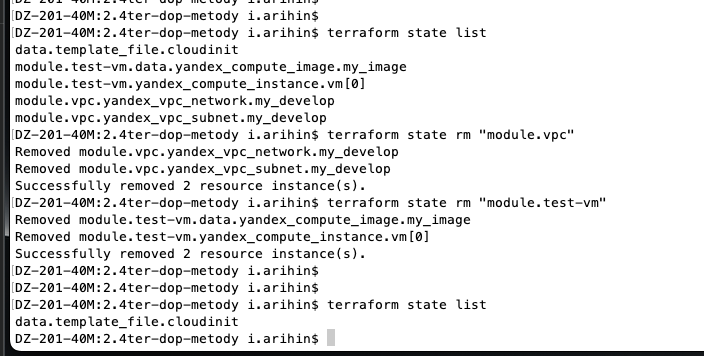 DZ-201-40M:2.4ter-dop-metody i.arihin$
[DZ-201-40M:2.4ter-dop-metody i.arihin$
[DZ-201-40M:2.4ter-dop-metody i.arihin$ terraform state list
data.template_file.cloudinit
module.test-vm.data.yandex_compute_image.my_image
module.test-vm.yandex_compute_instance.vm[0]
module.vpc.yandex_vpc_network.my_develop
module.vpc.yandex_vpc_subnet.my_develop
[DZ-201-40M:2.4ter-dop-metody i.arihin$ terraform state rm "module.vpc"
Removed module.vpc.yandex_vpc_network.my_develop
Removed module.vpc.yandex_vpc_subnet.my_develop
Successfully removed 2 resource instance(s).
[DZ-201-40M:2.4ter-dop-metody i.arihin$ terraform state rm "module.test-vm"
Removed module.test-vm.data.yandex_compute_image.my_image
Removed module.test-vm.yandex_compute_instance.vm[0]
Successfully removed 2 resource instance(s).
[DZ-201-40M:2.4ter-dop-metody i.arihin$
[DZ-201-40M:2.4ter-dop-metody i.arihin$
[DZ-201-40M:2.4ter-dop-metody i.arihin$ terraform state list
data.template_file.cloudinit
DZ-201-40M:2.4ter-dop-metody i.arihin$